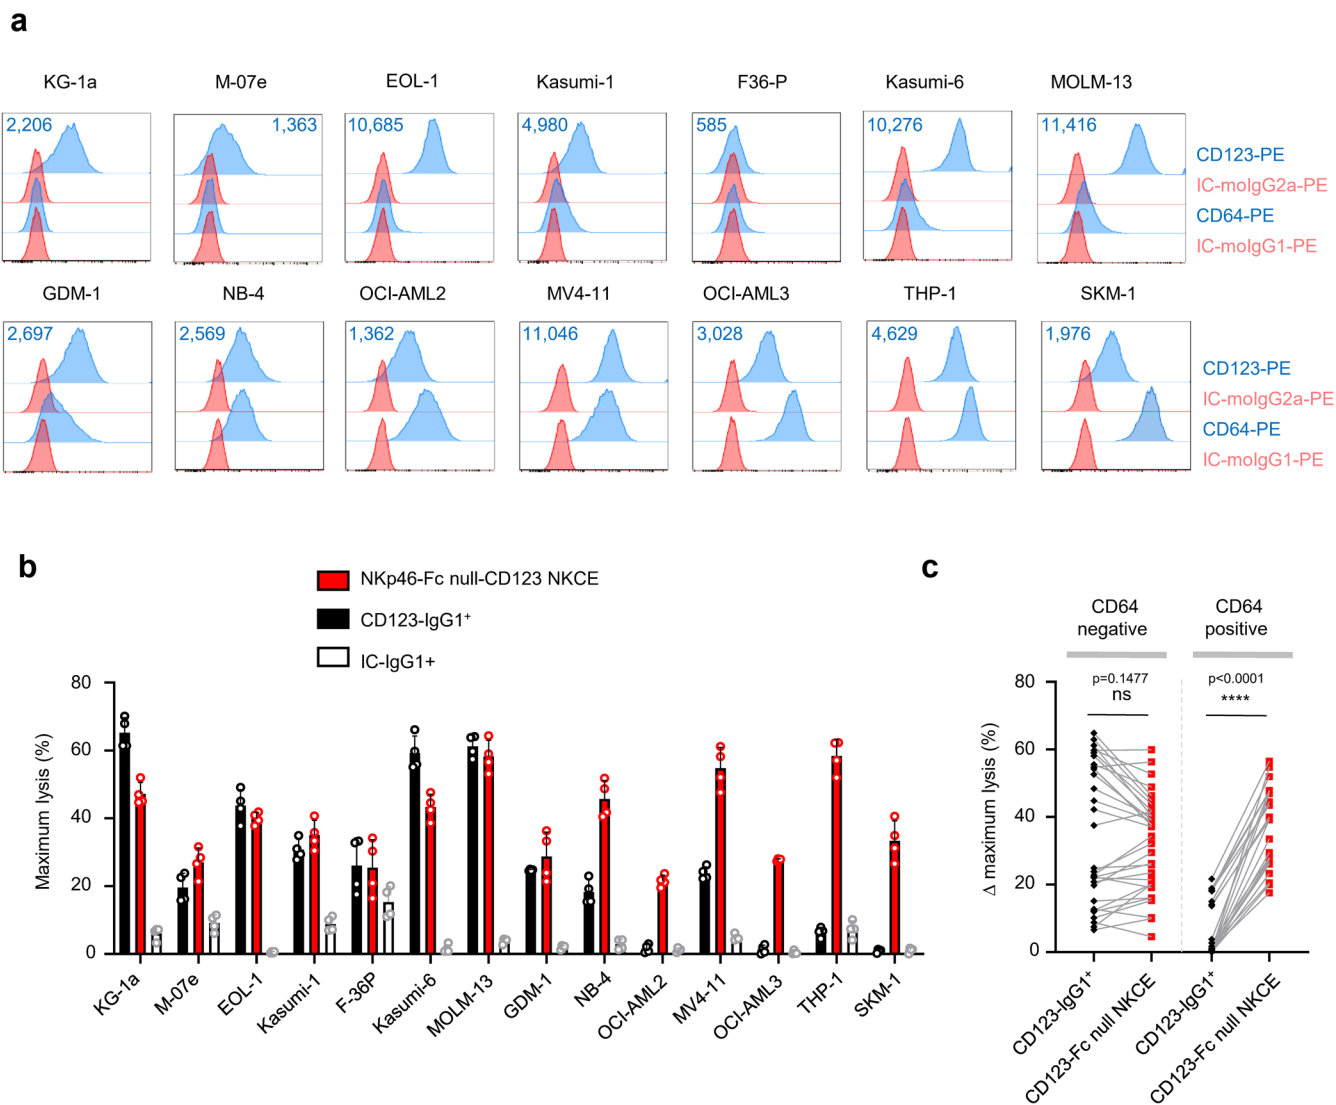 a
KG-1a M-07e EOL-1 Kasumi-1 F36-P Kasumi-6 MOLM-13
2,206 1,363 10,685 4,980 585 10,276 11,416
CD123-PE
IC-moIgG2a-PE
CD64-PE
IC-moIgG1-PE
GDM-1 NB-4 OCI-AML2 MV4-11 OCI-AML3 THP-1 SKM-1
2,697 2,569 1,362 11,046 3,028 4,629 1,976
CD123-PE
IC-moIgG2a-PE
CD64-PE
IC-moIgG1-PE
b
NKp46-Fc null-CD123 NKCE
CD123-IgG1⁺
IC-IgG1+
Maximum lysis (%)
80
60
40
20
0
KG-1a M-07e EOL-1 Kasumi-1 F-36P Kasumi-6 MOLM-13 GDM-1 NB-4 OCI-AML2 MV4-11 OCI-AML3 THP-1 SKM-1
c
CD64 negative
CD64 positive
p=0.1477
ns
p<0.0001
****
Δ maximum lysis (%)
80
60
40
20
0
CD123-IgG1⁺
CD123-Fc null NKCE
CD123-IgG1⁺
CD123-Fc null NKCE